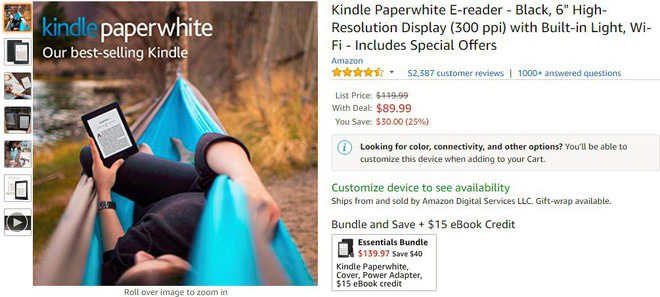 kindle paperwhite
Our best-selling Kindle
Roll over image to zoom in
Kindle Paperwhite E-reader - Black, 6" High-
Resolution Display (300 ppi) with Built-in Light, Wi-
Fi - Includes Special Offers
Amazon
52,387 customer reviews | 1000+ answered questions
List Price: $119.99
With Deal: $89.99
You Save: $30.00 (25%)
Looking for color, connectivity, and other options? You'll be able to
customize this device when adding to your Cart.
Customize device to see availability
Ships from and sold by Amazon Digital Services LLC. Gift-wrap available.
Bundle and Save + $15 eBook Credit
Essentials Bundle
$139.97 Save $40
Kindle Paperwhite,
Cover, Power Adapter,
$15 eBook credit